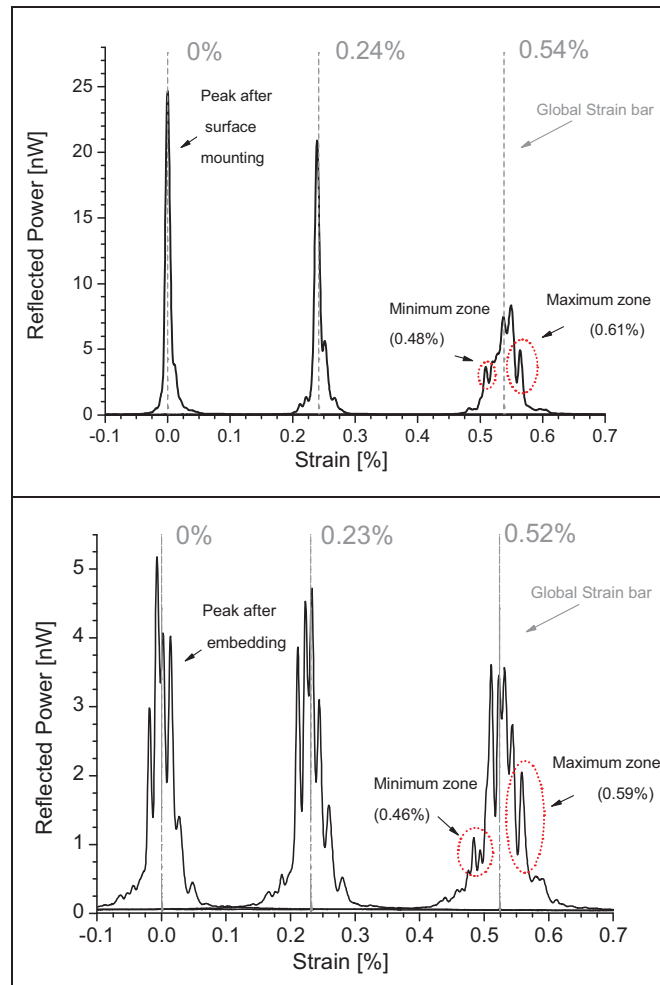 0%
0.24%
0.54%
25
20
15
10
5
0
Reflected Power [nW]
Peak after
surface
mounting
Global Strain bar
Minimum zone
(0.48%)
Maximum zone
(0.61%)
-0.1
0.0
0.1
0.2
0.3
0.4
0.5
0.6
0.7
Strain [%]
0%
0.23%
0.52%
5
4
3
2
1
0
Reflected Power [nW]
Peak after
embedding
Global Strain bar
Minimum zone
(0.46%)
Maximum zone
(0.59%)
-0.1
0.0
0.1
0.2
0.3
0.4
0.5
0.6
0.7
Strain [%]